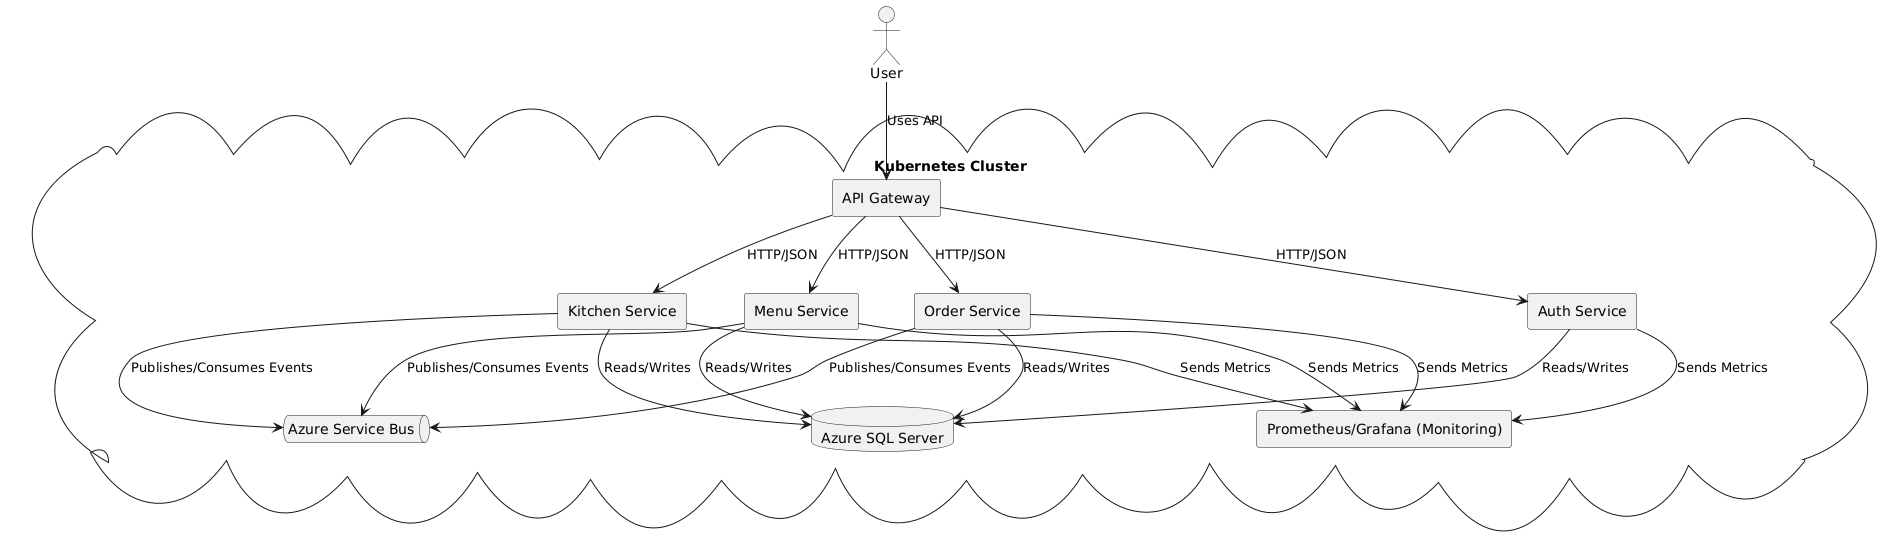 User
Uses API
Kubernetes Cluster
API Gateway
HTTP/JSON
HTTP/JSON
HTTP/JSON
HTTP/JSON
Kitchen Service
Menu Service
Order Service
Auth Service
Publishes/Consumes Events
Publishes/Consumes Events
Reads/Writes
Reads/Writes
Publishes/Consumes Events
Reads/Writes
Sends Metrics
Sends Metrics
Sends Metrics
Reads/Writes
Sends Metrics
Azure Service Bus
Azure SQL Server
Prometheus/Grafana (Monitoring)